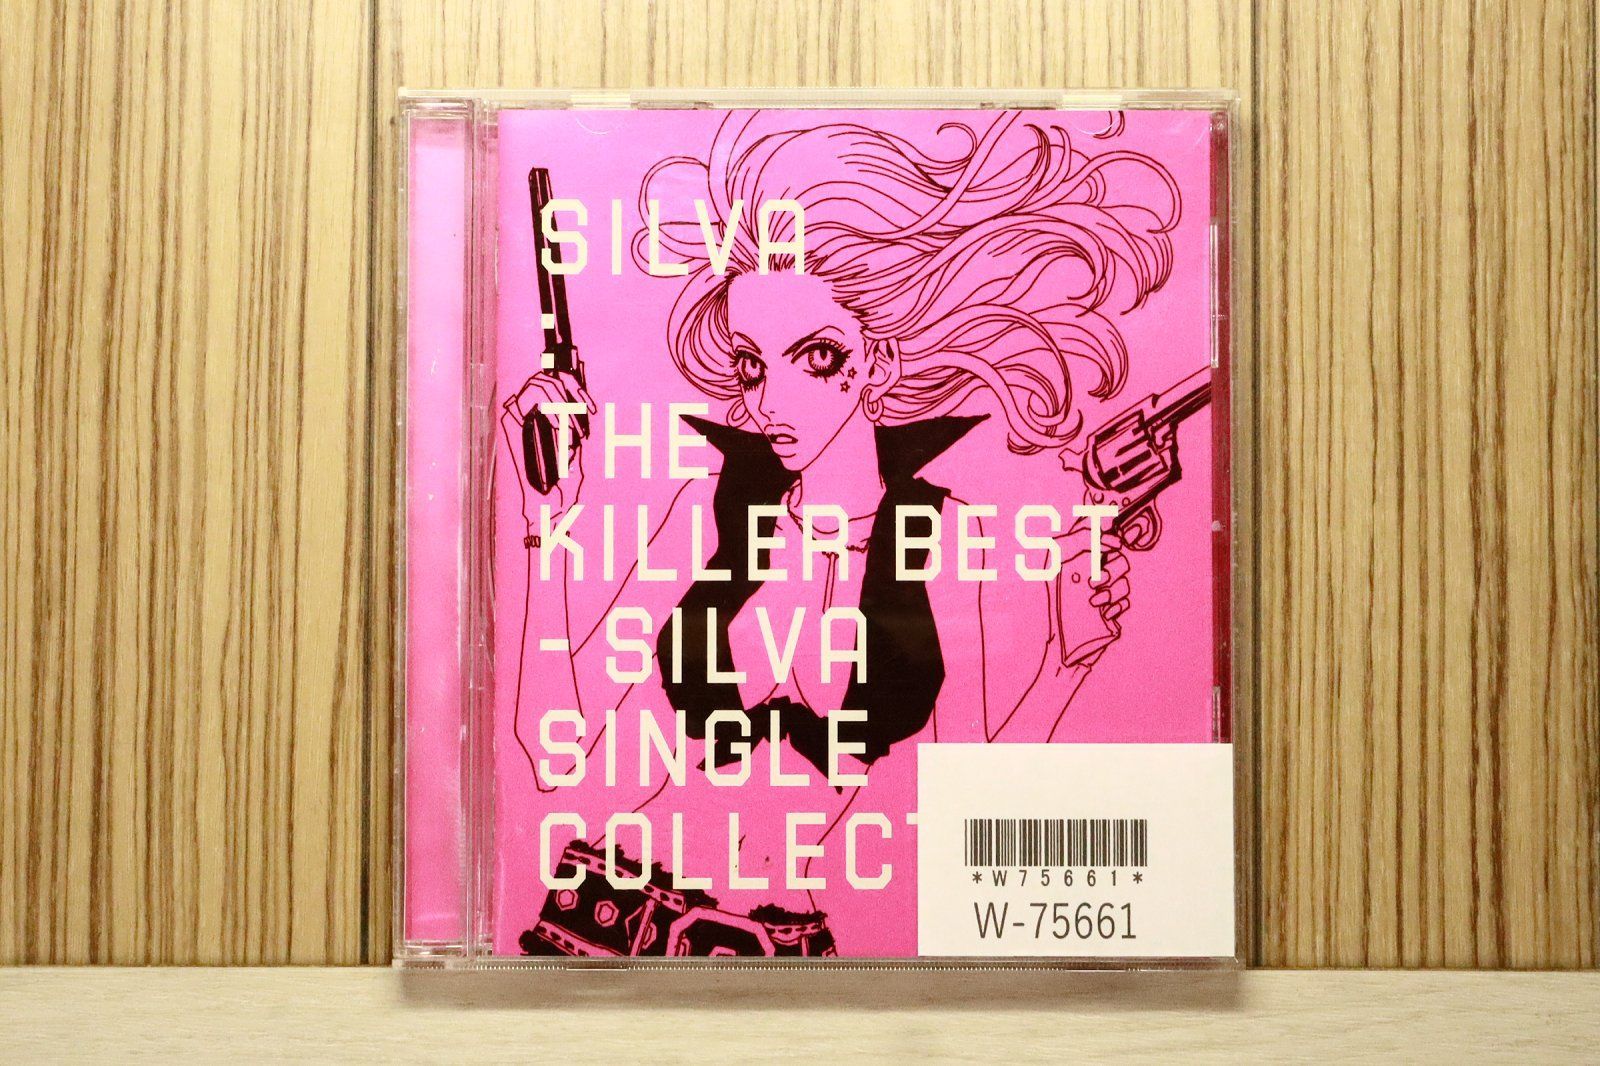 SILVA
:
THE
KILLER BEST
-SILVA
SINGLE
COLLECT
*W75661*
W-75661